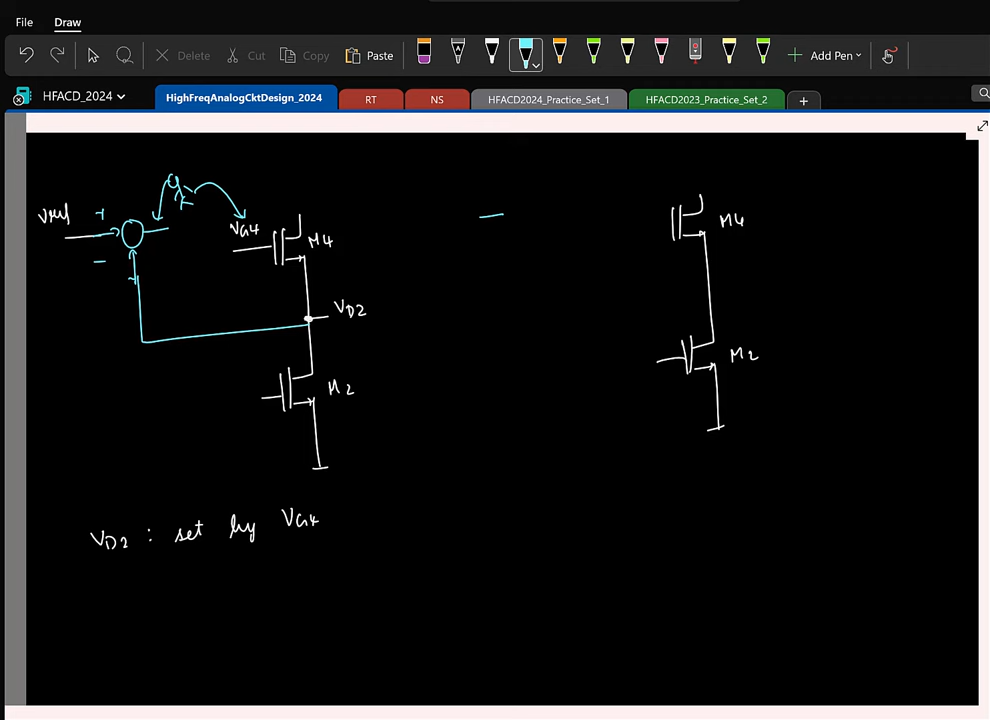 File Draw
Delete Cut Copy Paste A Add Pen
HFACD_2024 HighFreqAnalogCktDesign_2024 RT NS HFACD2024_Practice_Set_1 HFACD2023_Practice_Set_2 +
Vref + VG4 M4 M4
−
VD2
M2 M2
VD2 : set by VG4